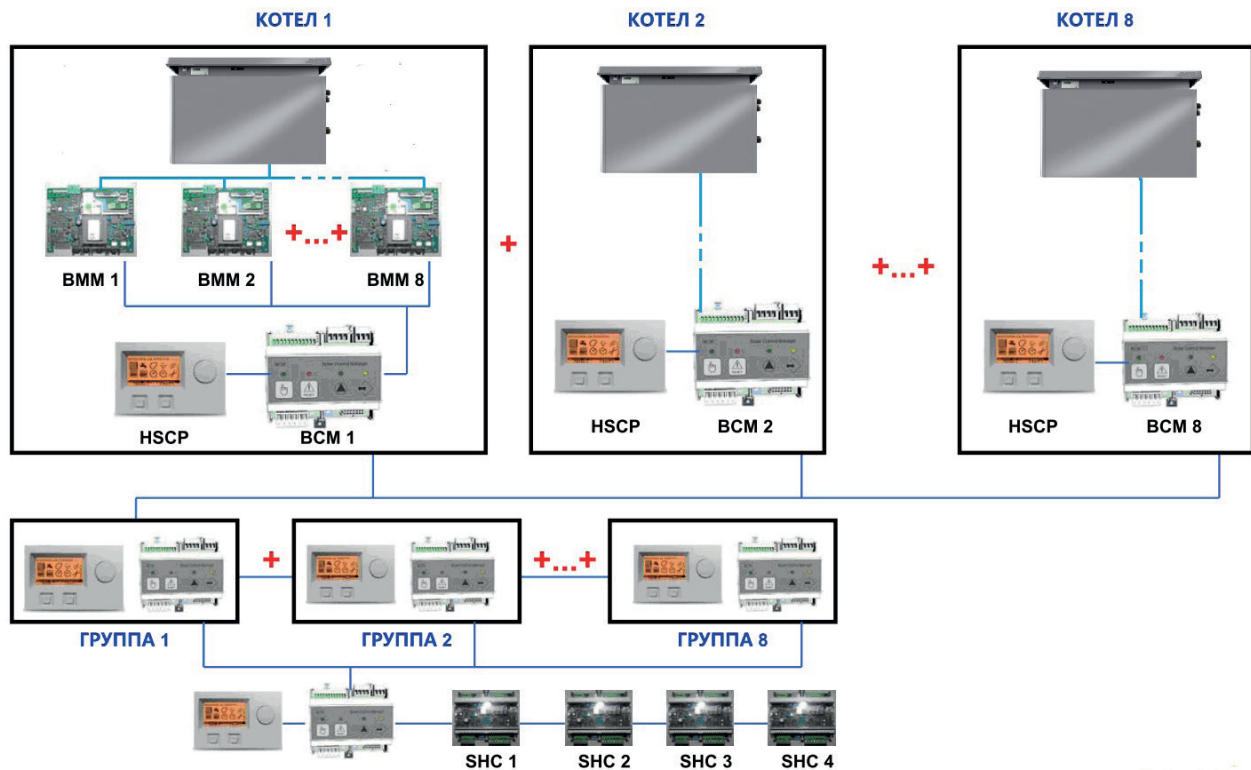 КОТЕЛ 1
КОТЕЛ 2
КОТЕЛ 8
BMM 1
BMM 2
+...+
BMM 8
+
+...+
HSCP
BCM 1
HSCP
BCM 2
HSCP
BCM 8
+
+...+
ГРУППА 1
ГРУППА 2
ГРУППА 8
SHC 1
SHC 2
SHC 3
SHC 4